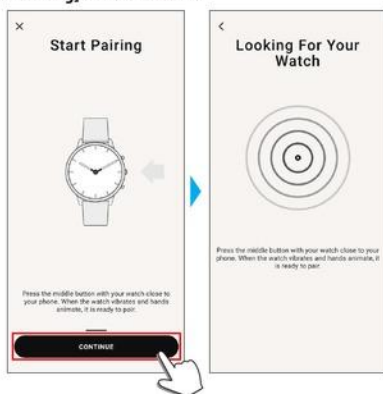 Start Pairing
Press the middle button with your watch close to
your phone. When the watch vibrates and hands
animate, it is ready to pair.
CONTINUE
Looking For Your
Watch
Press the middle button with your watch close to your
phone. When the watch vibrates and hands animate, it
is ready to pair.